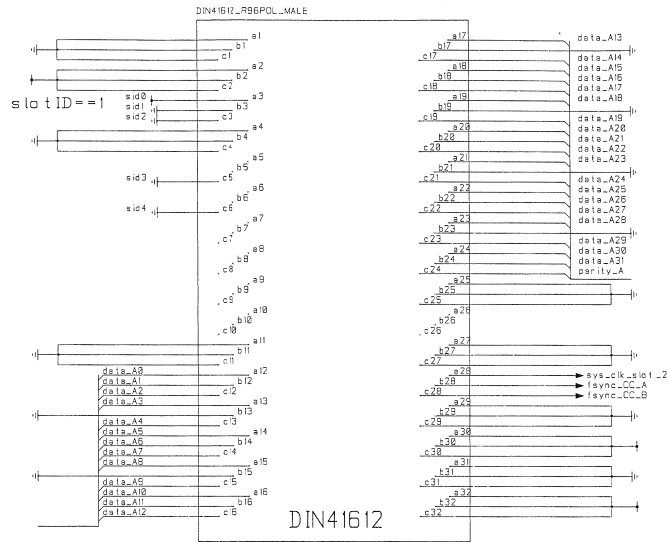 DIN41612_R96POL_MALE
a1
b1
c1
a2
b2
c2
slotID==1
sid0
a3
sid1
b3
sid2
c3
a4
b4
c4
a5
b5
sid3
c5
a6
b6
sid4
c6
a7
b7
c7
a8
b8
c8
a9
b9
c9
a10
b10
c10
a11
b11
c11
data_A0
a12
data_A1
b12
data_A2
c12
data_A3
a13
b13
data_A4
c13
data_A5
a14
data_A6
b14
data_A7
c14
data_A8
a15
b15
data_A9
c15
data_A10
a16
data_A11
b16
data_A12
c16
a17
data_A13
b17
c17
data_A14
a18
data_A15
b18
data_A16
c18
data_A17
a19
data_A18
b19
c19
data_A19
a20
data_A20
b20
data_A21
c20
data_A22
a21
data_A23
b21
c21
data_A24
a22
data_A25
b22
data_A26
c22
data_A27
a23
data_A28
b23
c23
data_A29
a24
data_A30
b24
data_A31
c24
parity_A
a25
b25
c25
a26
b26
c26
a27
b27
c27
a28
sys_clk_slot_2
b28
fsync_CC_A
c28
fsync_CC_B
a29
b29
c29
a30
b30
c30
a31
b31
c31
a32
b32
c32
DIN41612